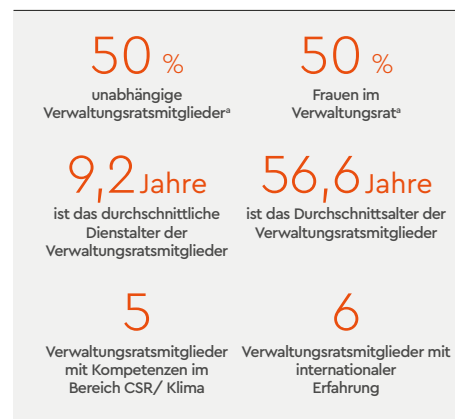 50 %
unabhängige
Verwaltungsratsmitgliederᵃ
50 %
Frauen im
Verwaltungsratᵃ
9,2 Jahre
ist das durchschnittliche
Dienstalter der
Verwaltungsratsmitglieder
56,6 Jahre
ist das Durchschnittsalter der
Verwaltungsratsmitglieder
5
Verwaltungsratsmitglieder
mit Kompetenzen im
Bereich CSR/ Klima
6
Verwaltungsratsmitglieder mit
internationaler
Erfahrung